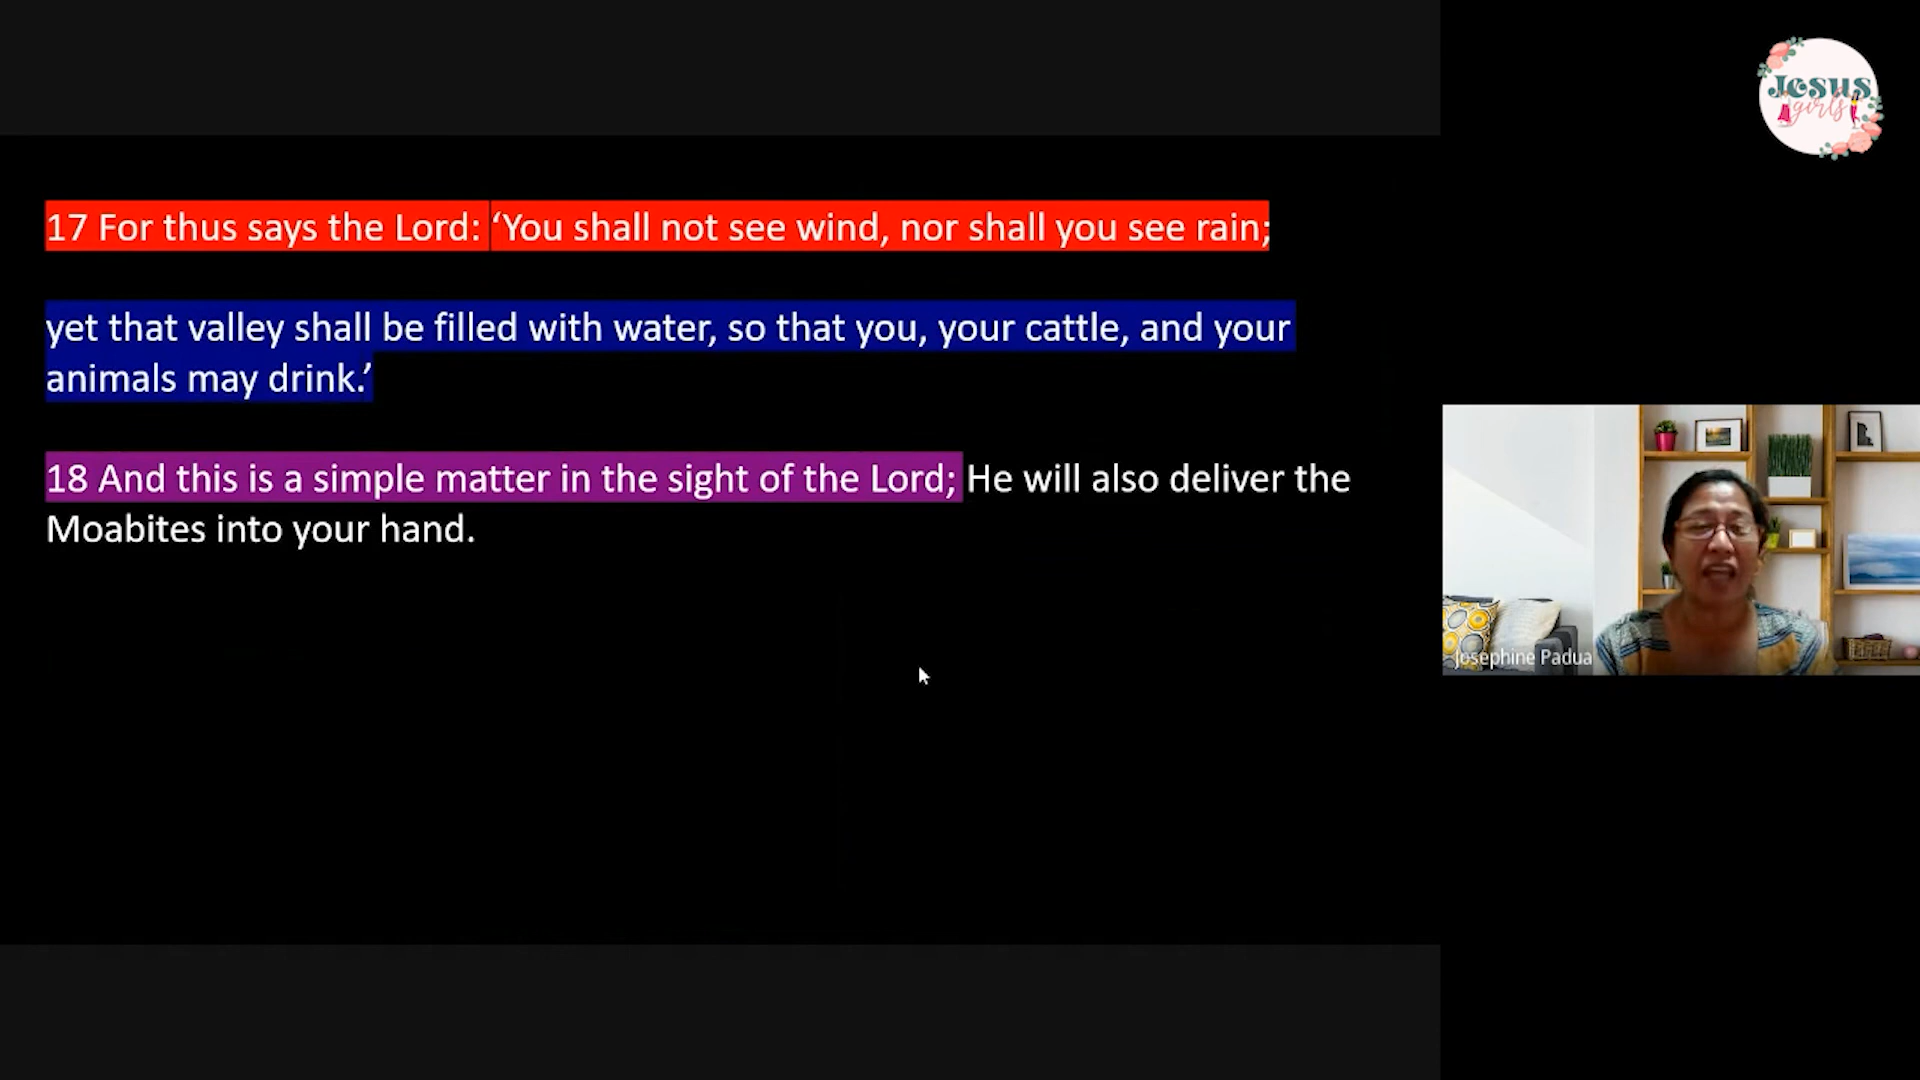 Jesus
girls
17 For thus says the Lord: ‘You shall not see wind, nor shall you see rain;
yet that valley shall be filled with water, so that you, your cattle, and your
animals may drink.’
18 And this is a simple matter in the sight of the Lord; He will also deliver the
Moabites into your hand.
Josephine Padua